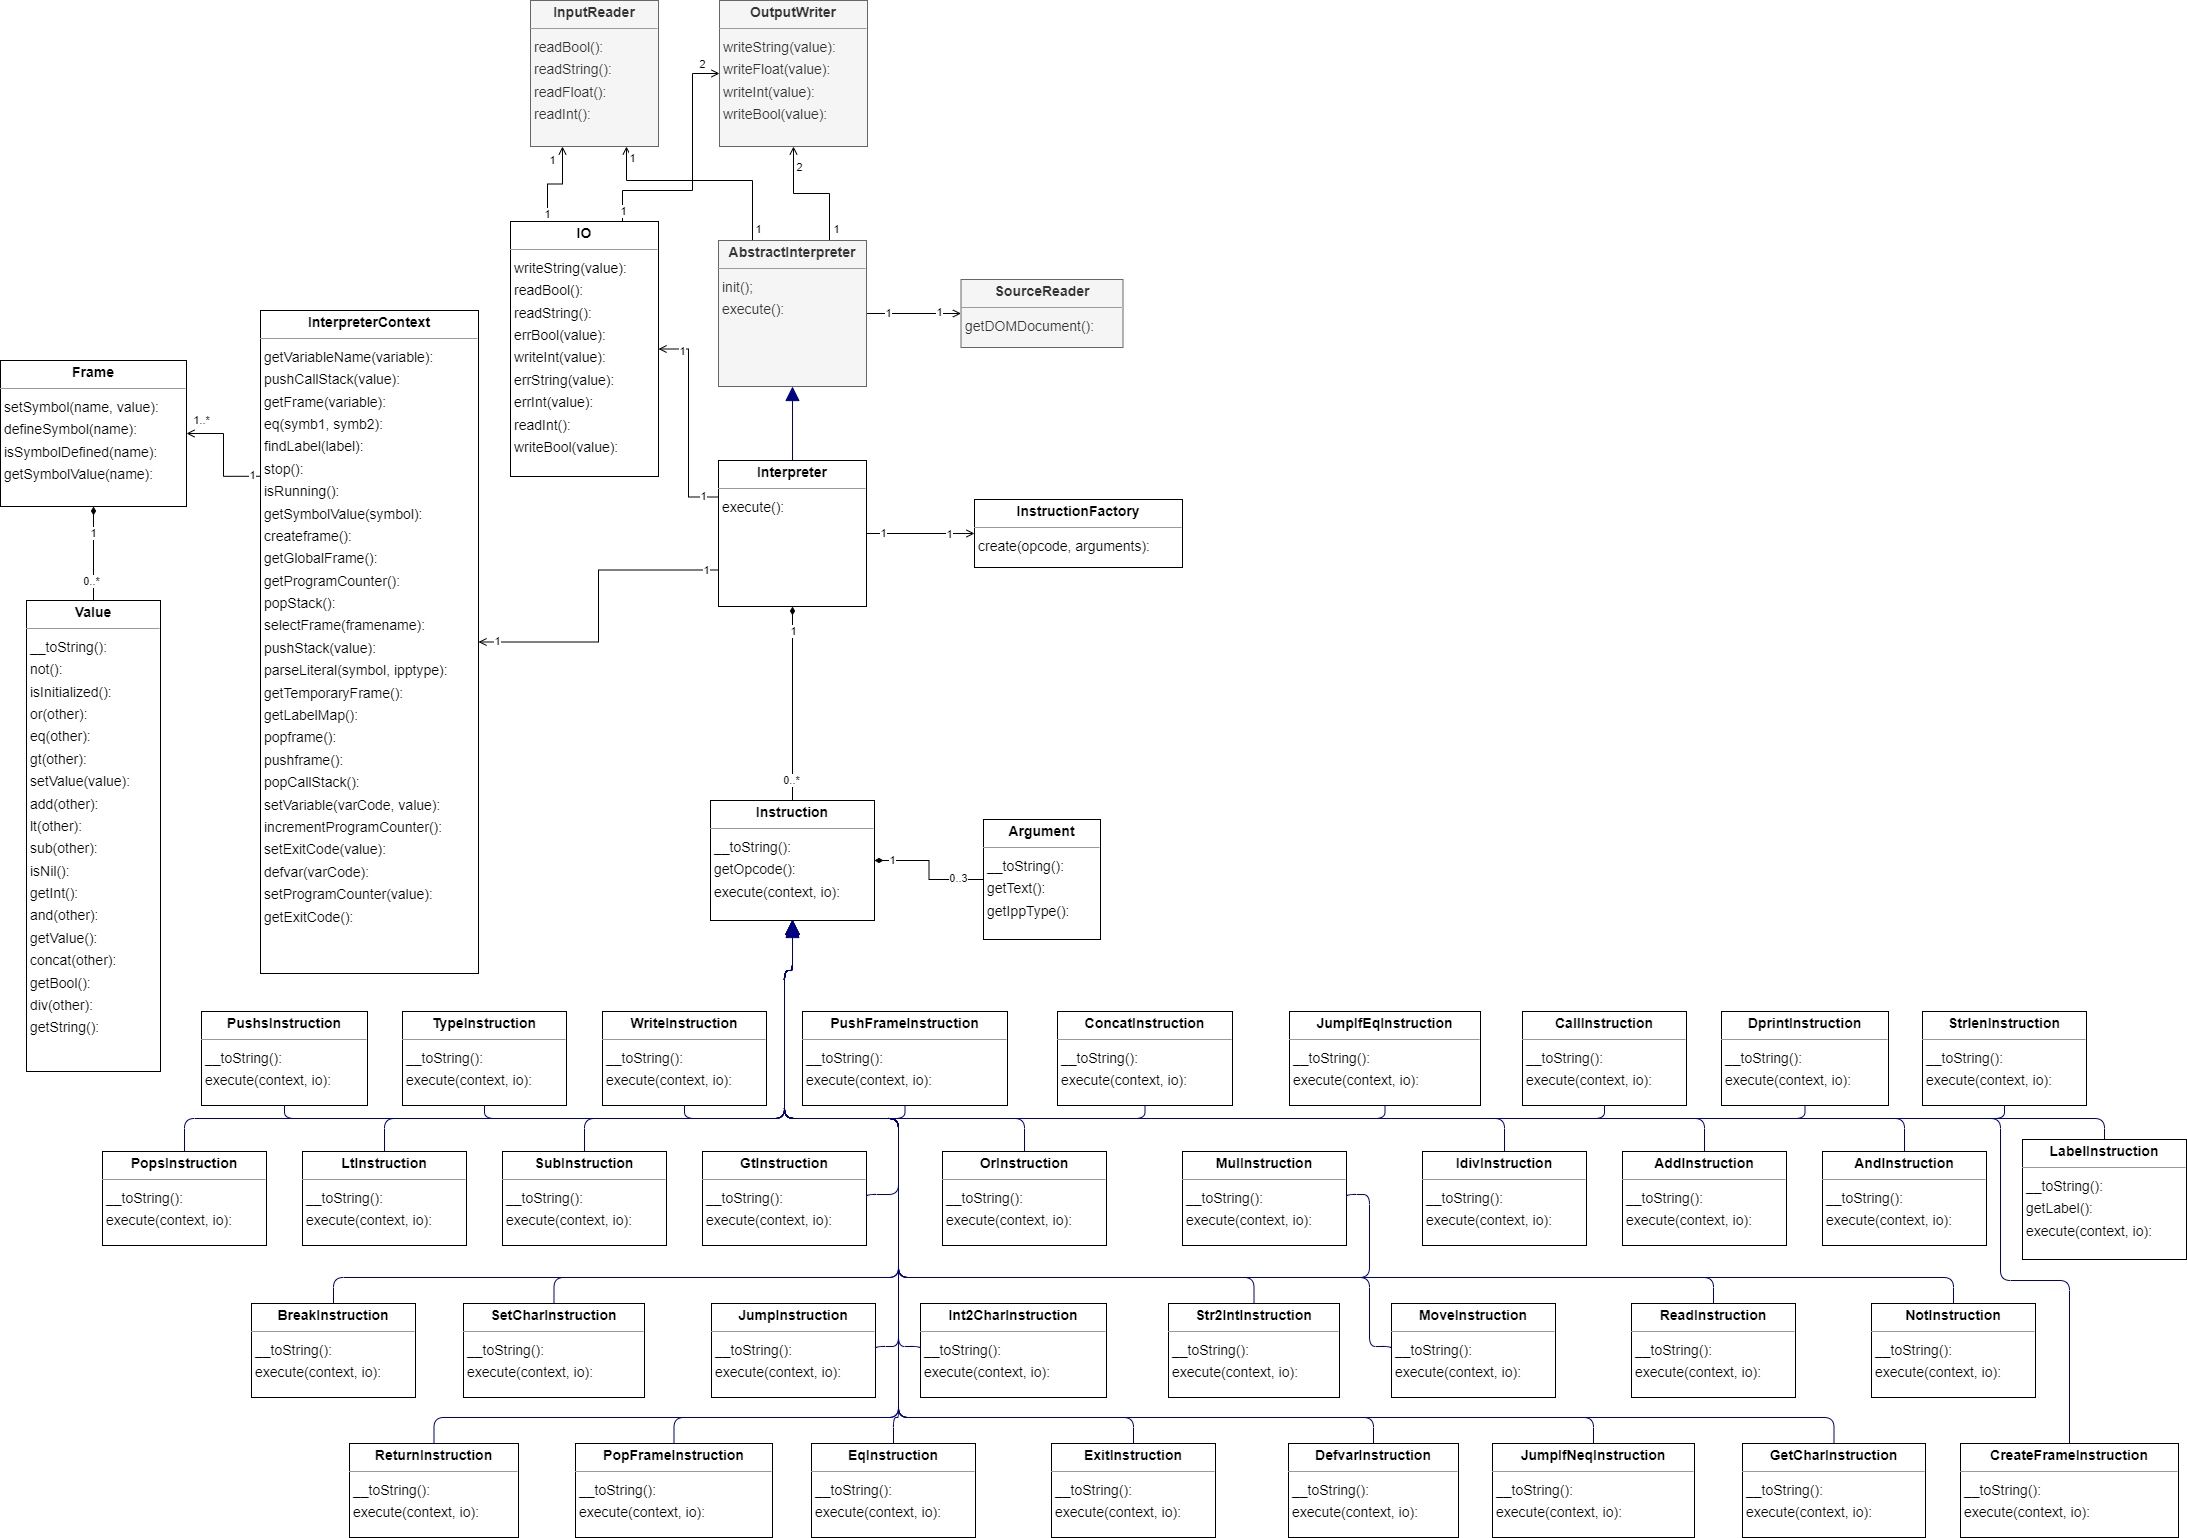 InputReader
readBool():
readString():
readFloat():
readInt():
OutputWriter
writeString(value):
writeFloat(value):
writeInt(value):
writeBool(value):
2
1
1
2
1
1
1
1
IO
writeString(value):
readBool():
readString():
errBool(value):
writeInt(value):
errString(value):
errInt(value):
readInt():
writeBool(value):
AbstractInterpreter
init();
execute():
1
1
SourceReader
getDOMDocument():
InterpreterContext
getVariableName(variable):
pushCallStack(value):
getFrame(variable):
eq(symb1, symb2):
findLabel(label):
stop():
isRunning():
getSymbolValue(symbol):
createframe():
getGlobalFrame():
getProgramCounter():
popStack():
selectFrame(framename):
pushStack(value):
parseLiteral(symbol, ipptype):
getTemporaryFrame():
getLabelMap():
popframe():
pushframe():
popCallStack():
setVariable(varCode, value):
incrementProgramCounter():
setExitCode(value):
defvar(varCode):
setProgramCounter(value):
getExitCode():
Frame
setSymbol(name, value):
defineSymbol(name):
isSymbolDefined(name):
getSymbolValue(name):
1..*
1
1
0..*
Value
__toString():
not():
isInitialized():
or(other):
eq(other):
gt(other):
setValue(value):
add(other):
lt(other):
sub(other):
isNil():
getInt():
and(other):
getValue():
concat(other):
getBool():
div(other):
getString():
1
1
Interpreter
execute():
1
1
InstructionFactory
create(opcode, arguments):
1
1
1
0..*
Instruction
__toString():
getOpcode():
execute(context, io):
1
0..3
Argument
__toString():
getText():
getIppType():
PushsInstruction
__toString():
execute(context, io):
TypeInstruction
__toString():
execute(context, io):
WriteInstruction
__toString():
execute(context, io):
PushFrameInstruction
__toString():
execute(context, io):
ConcatInstruction
__toString():
execute(context, io):
JumpIfEqInstruction
__toString():
execute(context, io):
CallInstruction
__toString():
execute(context, io):
DprintInstruction
__toString():
execute(context, io):
StrlenInstruction
__toString():
execute(context, io):
PopsInstruction
__toString():
execute(context, io):
LtInstruction
__toString():
execute(context, io):
SubInstruction
__toString():
execute(context, io):
GtInstruction
__toString():
execute(context, io):
OrInstruction
__toString():
execute(context, io):
MulInstruction
__toString():
execute(context, io):
IdivInstruction
__toString():
execute(context, io):
AddInstruction
__toString():
execute(context, io):
AndInstruction
__toString():
execute(context, io):
LabelInstruction
__toString():
getLabel():
execute(context, io):
BreakInstruction
__toString():
execute(context, io):
SetCharInstruction
__toString():
execute(context, io):
JumpInstruction
__toString():
execute(context, io):
Int2CharInstruction
__toString():
execute(context, io):
Str2IntInstruction
__toString():
execute(context, io):
MoveInstruction
__toString():
execute(context, io):
ReadInstruction
__toString():
execute(context, io):
NotInstruction
__toString():
execute(context, io):
ReturnInstruction
__toString():
execute(context, io):
PopFrameInstruction
__toString():
execute(context, io):
EqInstruction
__toString():
execute(context, io):
ExitInstruction
__toString():
execute(context, io):
DefvarInstruction
__toString():
execute(context, io):
JumpIfNeqInstruction
__toString():
execute(context, io):
GetCharInstruction
__toString():
execute(context, io):
CreateFrameInstruction
__toString():
execute(context, io):